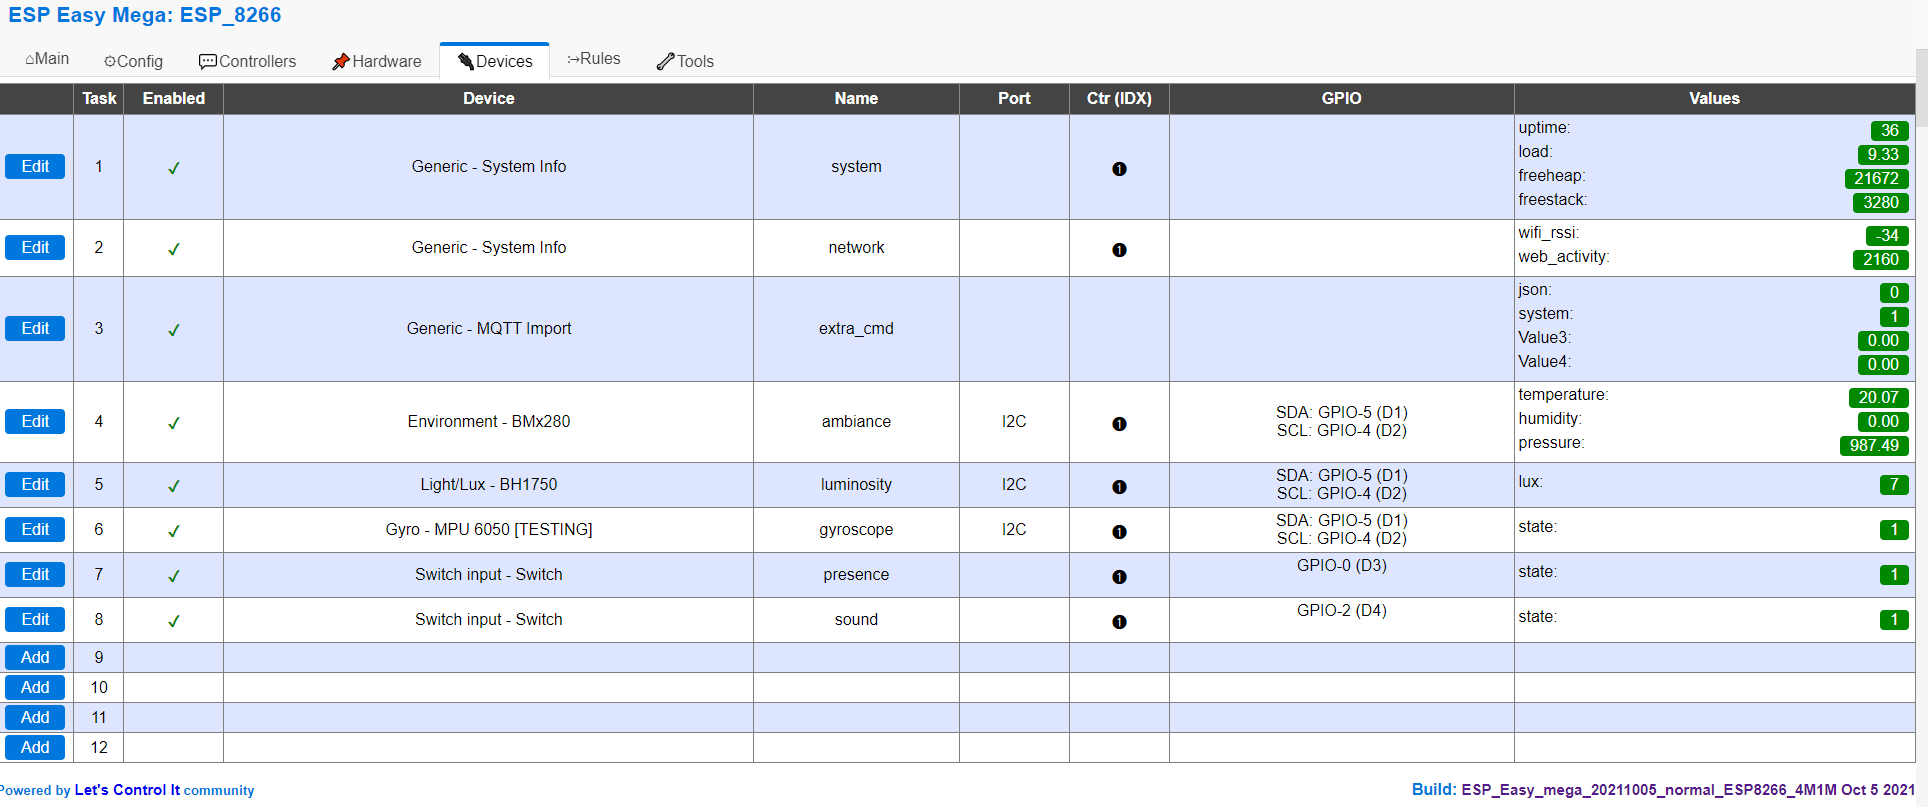 ESP Easy Mega: ESP_8266
⌂Main ⚙Config Controllers Hardware Devices Rules Tools
Task Enabled Device Name Port Ctr (IDX) GPIO Values
Edit 1 ✓ Generic - System Info system ❶ uptime: 36
load: 9.33
freeheap: 21672
freestack: 3280
Edit 2 ✓ Generic - System Info network ❶ wifi_rssi: -34
web_activity: 2160
Edit 3 ✓ Generic - MQTT Import extra_cmd json: 0
system: 1
Value3: 0.00
Value4: 0.00
Edit 4 ✓ Environment - BMx280 ambiance I2C ❶ SDA: GPIO-5 (D1) temperature: 20.07
SCL: GPIO-4 (D2) humidity: 0.00
pressure: 987.49
Edit 5 ✓ Light/Lux - BH1750 luminosity I2C ❶ SDA: GPIO-5 (D1) lux: 7
SCL: GPIO-4 (D2)
Edit 6 ✓ Gyro - MPU 6050 [TESTING] gyroscope I2C ❶ SDA: GPIO-5 (D1) state: 1
SCL: GPIO-4 (D2)
Edit 7 ✓ Switch input - Switch presence ❶ GPIO-0 (D3) state: 1
Edit 8 ✓ Switch input - Switch sound ❶ GPIO-2 (D4) state: 1
Add 9
Add 10
Add 11
Add 12
Powered by Let's Control It community Build: ESP_Easy_mega_20211005_normal_ESP8266_4M1M Oct 5 2021